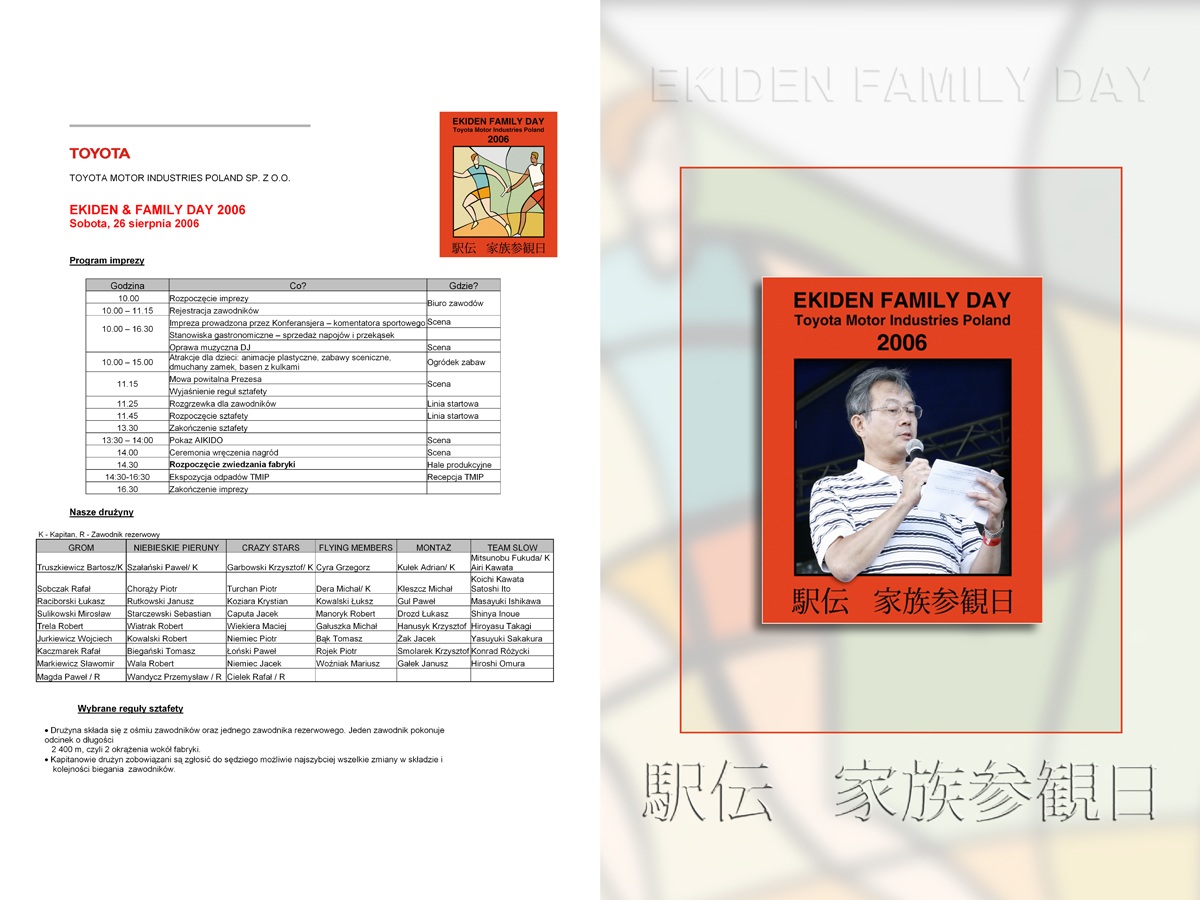 TOYOTA
TOYOTA MOTOR INDUSTRIES POLAND SP. Z O.O.
EKIDEN & FAMILY DAY 2006
Sobota, 26 sierpnia 2006
EKIDEN FAMILY DAY
Toyota Motor Industries Poland
2006
駅伝 家族参観日
Program imprezy
Godzina Co? Gdzie?
10.00 Rozpoczęcie imprezy Biuro zawodów
10.00 – 11.15 Rejestracja zawodników
10.00 – 16.30 Impreza prowadzona przez Konferansjera – komentatora sportowego Scena
Stanowiska gastronomiczne – sprzedaż napojów i przekąsek
Oprawa muzyczna DJ Scena
10.00 – 15.00 Atrakcje dla dzieci: animacje plastyczne, zabawy sceniczne,
dmuchany zamek, basen z kulkami Ogródek zabaw
11.15 Mowa powitalna Prezesa Scena
Wyjaśnienie reguł sztafety
11.25 Rozgrzewka dla zawodników Linia startowa
11.45 Rozpoczęcie sztafety Linia startowa
13.30 Zakończenie sztafety
13:30 – 14:00 Pokaz AIKIDO Scena
14.00 Ceremonia wręczenia nagród Scena
14.30 Rozpoczęcie zwiedzania fabryki Hale produkcyjne
14:30-16:30 Ekspozycja odpadów TMIP Recepcja TMIP
16.30 Zakończenie imprezy
Nasze drużyny
K - Kapitan, R - Zawodnik rezerwowy
GROM NIEBIESKIE PIERUNY CRAZY STARS FLYING MEMBERS MONTAŻ TEAM SLOW
Truszkiewicz Bartosz/K Szałański Paweł/ K Garbowski Krzysztof/ K Cyra Grzegorz Kułek Adrian/ K Mitsunobu Fukuda/ K
Airi Kawata
Sobczak Rafał Chorąży Piotr Turchan Piotr Dera Michał/ K Kleszcz Michał Koichi Kawata
Satoshi Ito
Raciborski Łukasz Rutkowski Janusz Koziara Krystian Kowalski Łuksz Gul Paweł Masayuki Ishikawa
Sulikowski Mirosław Starczewski Sebastian Caputa Jacek Manoryk Robert Drozd Łukasz Shinya Inoue
Trela Robert Wiatrak Robert Wiekiera Maciej Gałuszka Michał Hanusyk Krzysztof Hiroyasu Takagi
Jurkiewicz Wojciech Kowalski Robert Niemiec Piotr Bąk Tomasz Żak Jacek Yasuyuki Sakakura
Kaczmarek Rafał Biegański Tomasz Łoński Paweł Rojek Piotr Smolarek Krzysztof Konrad Różycki
Markiewicz Sławomir Wala Robert Niemiec Jacek Woźniak Mariusz Gałek Janusz Hiroshi Omura
Magda Paweł / R Wandycz Przemysław / R Cielek Rafał / R
Wybrane reguły sztafety
• Drużyna składa się z ośmiu zawodników oraz jednego zawodnika rezerwowego. Jeden zawodnik pokonuje
odcinek o długości
2 400 m, czyli 2 okrążenia wokół fabryki.
• Kapitanowie drużyn zobowiązani są zgłosić do sędziego możliwie najszybciej wszelkie zmiany w składzie i
kolejności biegania zawodników.
EKIDEN FAMILY DAY
EKIDEN FAMILY DAY
Toyota Motor Industries Poland
2006
駅伝 家族参観日
駅伝 家族参観日